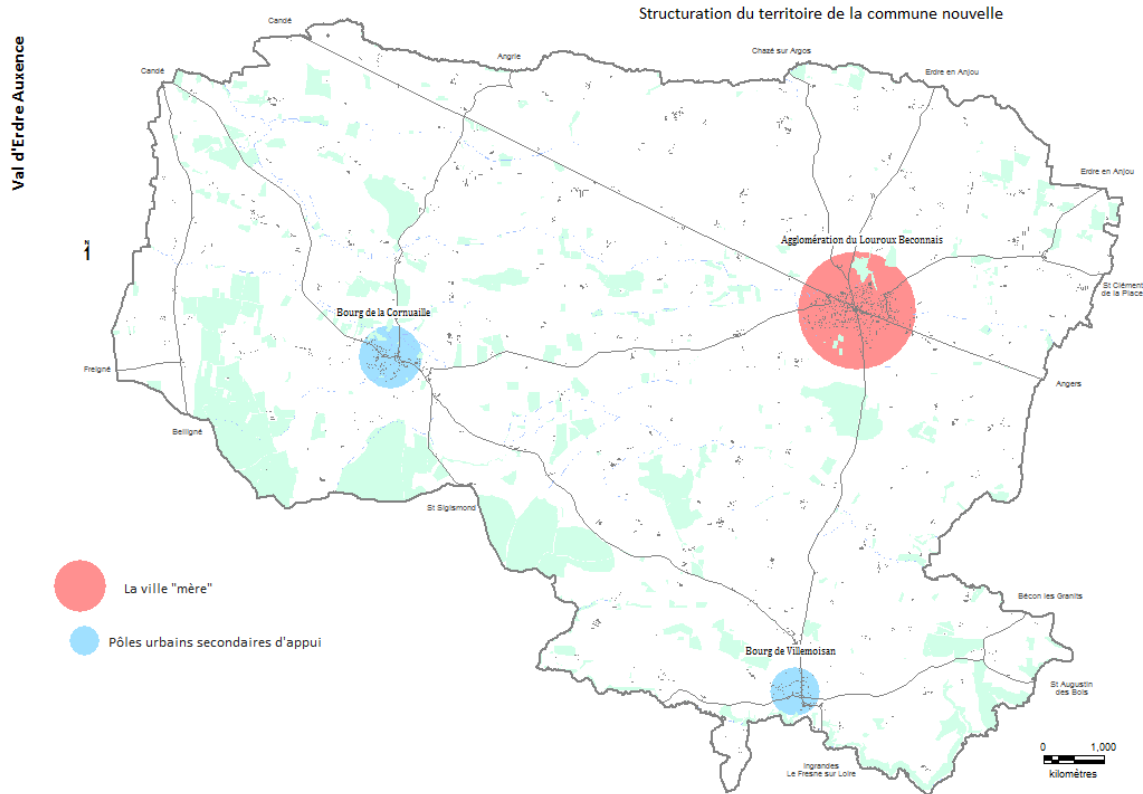 Structuration du territoire de la commune nouvelle
Val d'Erdre Auxence
Candé
Angrie
Chazé sur Argos
Candé
Erdre en Anjou
Erdre en Anjou
N
1
Agglomération du Louroux Beconnais
St Clément
de la Place
Bourg de la Cornuaille
Freigné
Angers
Belligné
St Sigismond
La ville "mère"
Bécon les Granits
Pôles urbains secondaires d'appui
Bourg de Villemoisan
St Augustin
des Bois
0 1,000
kilomètres
Ingrandes
Le Fresne sur Loire